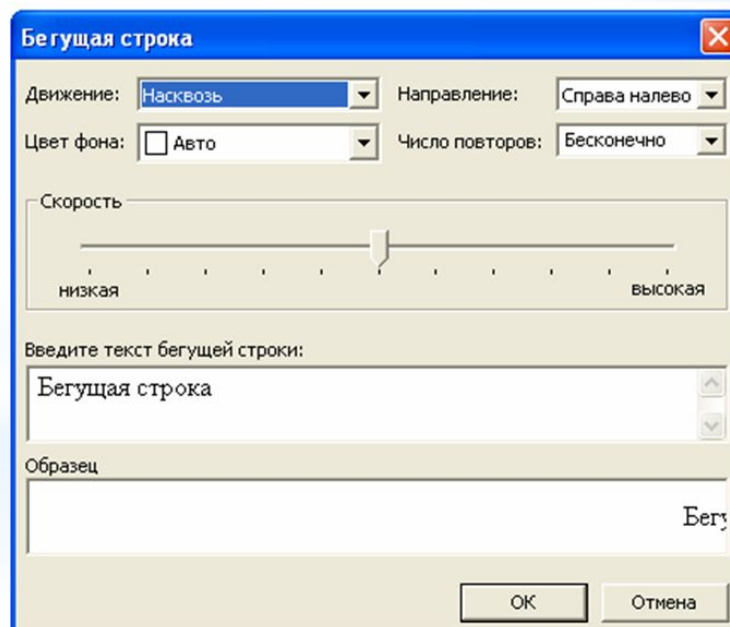 Бегущая строка
Движение: Насквозь Направление: Справа налево
Цвет фона: Авто Число повторов: Бесконечно
Скорость
низкая высокая
Введите текст бегущей строки:
Бегущая строка
Образец
Бегу
ОК Отмена